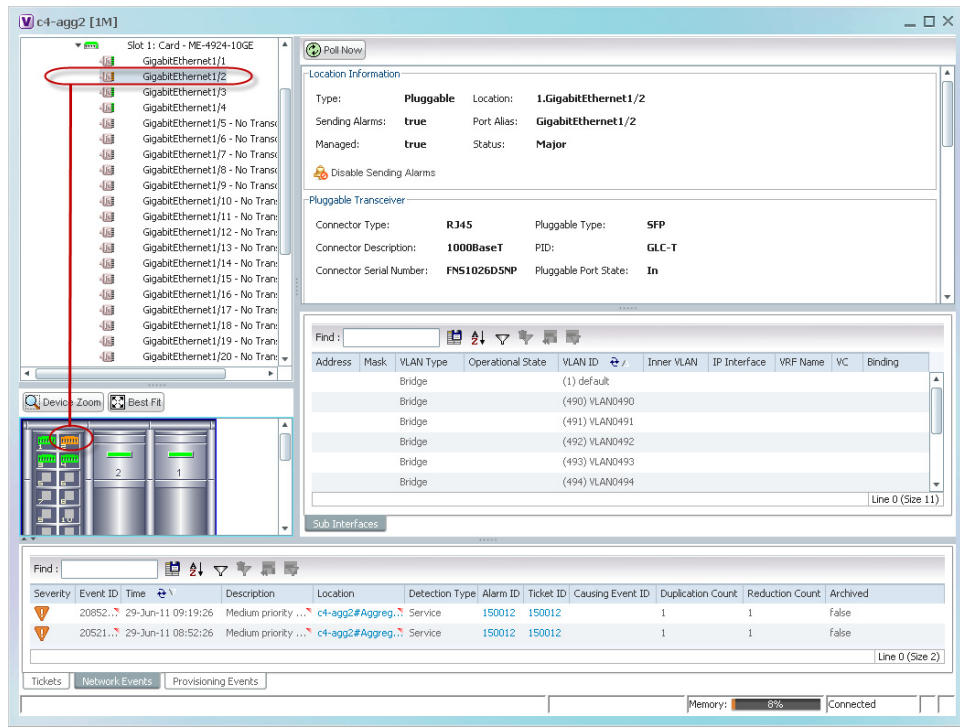 c4-agg2 [1M]
Slot 1: Card - ME-4924-10GE
GigabitEthernet1/1
GigabitEthernet1/2
GigabitEthernet1/3
GigabitEthernet1/4
GigabitEthernet1/5 - No Transc
GigabitEthernet1/6 - No Transc
GigabitEthernet1/7 - No Transc
GigabitEthernet1/8 - No Transc
GigabitEthernet1/9 - No Transc
GigabitEthernet1/10 - No Tran:
GigabitEthernet1/11 - No Tran:
GigabitEthernet1/12 - No Tran:
GigabitEthernet1/13 - No Tran:
GigabitEthernet1/14 - No Tran:
GigabitEthernet1/15 - No Tran:
GigabitEthernet1/16 - No Tran:
GigabitEthernet1/17 - No Tran:
GigabitEthernet1/18 - No Tran:
GigabitEthernet1/19 - No Tran:
GigabitEthernet1/20 - No Tran:
Device Zoom Best Fit
2 1
Poll Now
Location Information
Type: Pluggable Location: 1.GigabitEthernet1/2
Sending Alarms: true Port Alias: GigabitEthernet1/2
Managed: true Status: Major
Disable Sending Alarms
Pluggable Transceiver
Connector Type: RJ45 Pluggable Type: SFP
Connector Description: 1000BaseT PID: GLC-T
Connector Serial Number: FNS1026D5NP Pluggable Port State: In
Find :
Address Mask VLAN Type Operational State VLAN ID Inner VLAN IP Interface VRF Name VC Binding
Bridge (1) default
Bridge (490) VLAN0490
Bridge (491) VLAN0491
Bridge (492) VLAN0492
Bridge (493) VLAN0493
Bridge (494) VLAN0494
Line 0 (Size 11)
Sub Interfaces
Find :
Severity Event ID Time Description Location Detection Type Alarm ID Ticket ID Causing Event ID Duplication Count Reduction Count Archived
20852... 29-Jun-11 09:19:26 Medium priority ... c4-agg2#Aggreg... Service 150012 150012 1 1 false
20521... 29-Jun-11 08:52:26 Medium priority ... c4-agg2#Aggreg... Service 150012 150012 1 1 false
Line 0 (Size 2)
Tickets Network Events Provisioning Events
Memory: 8% Connected